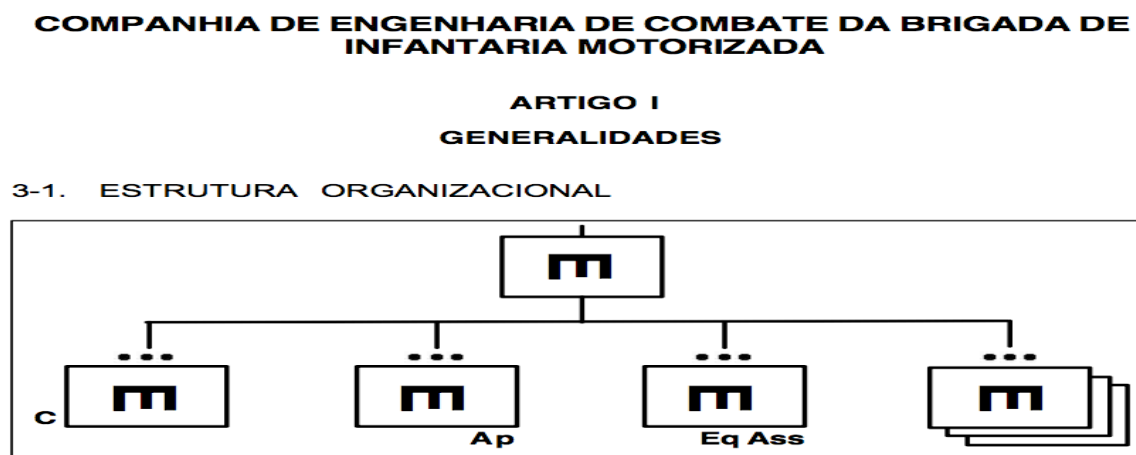 COMPANHIA DE ENGENHARIA DE COMBATE DA BRIGADA DE
INFANTARIA MOTORIZADA
ARTIGO I
GENERALIDADES
3-1. ESTRUTURA ORGANIZACIONAL
C
Ap
Eq Ass